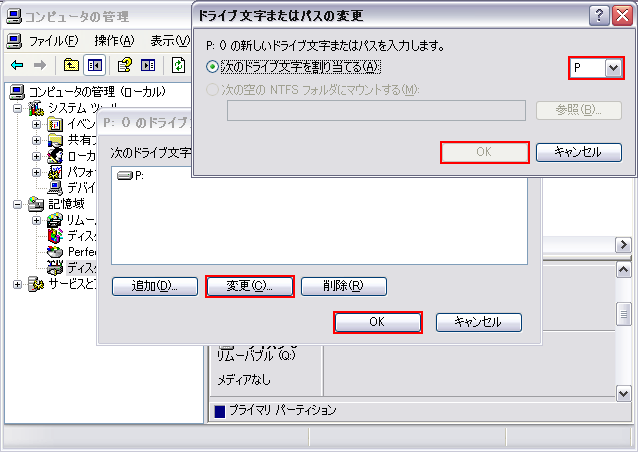 コンピュータの管理
ファイル(F) 操作(A) 表示(V)
コンピュータの管理 (ローカル)
システム ツール
イベン
共有フ
ローカ
パフォ
デバイ
記憶域
リムー
ディスク
Perfec
ディスク
サービスとア
P: () のドライブ文
次のドライブ文字
P:
追加(D)...
変更(C)...
削除(R)
OK
キャンセル
ドライブ文字またはパスの変更
P: () の新しいドライブ文字またはパスを入力します。
次のドライブ文字を割り当てる(A)
P
次の空の NTFS フォルダにマウントする(M):
参照(B)...
OK
キャンセル
リムーバブル (Q:)
メディアなし
プライマリ パーティション